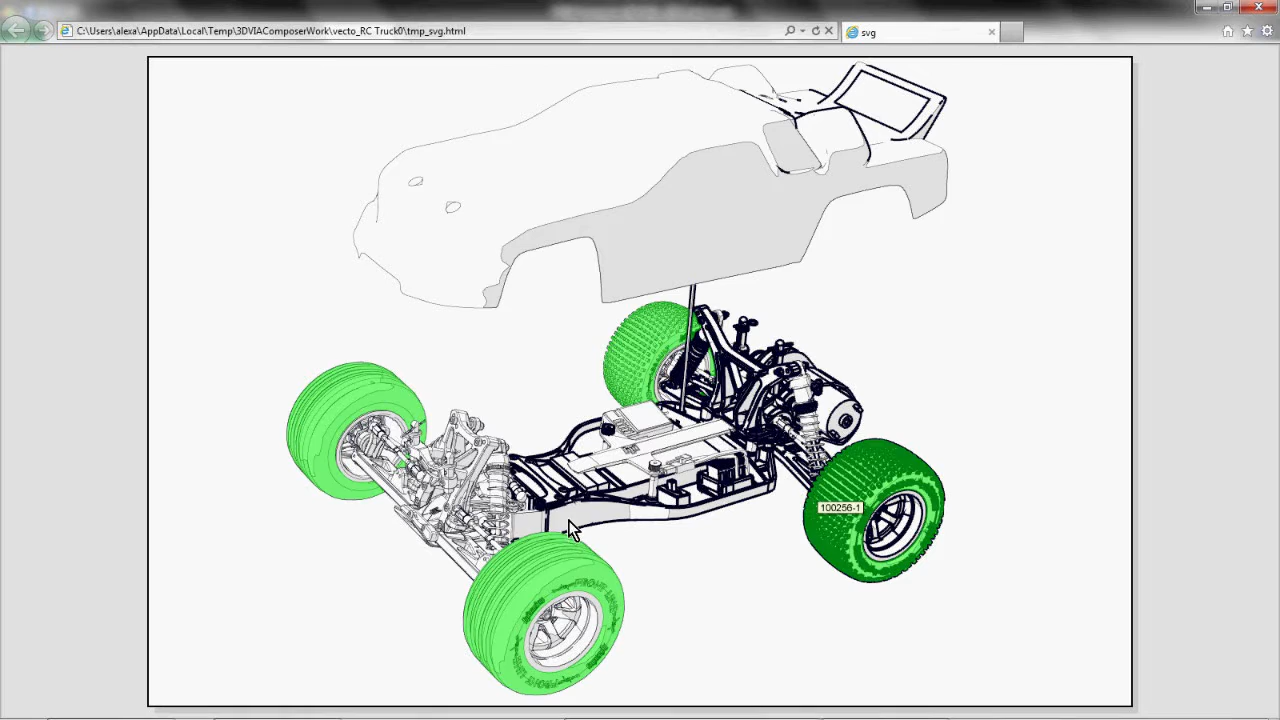 C:\Users\alexa\AppData\Local\Temp\3DVIAComposerWork\vecto_RC Truck0\tmp_svg.html
svg
100256-1